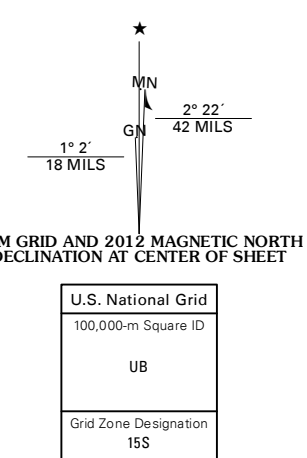 ★
MN
GN
2° 22´
42 MILS
1° 2´
18 MILS
M GRID AND 2012 MAGNETIC NORTH
DECLINATION AT CENTER OF SHEET
U.S. National Grid
100,000-m Square ID
UB
Grid Zone Designation
15S